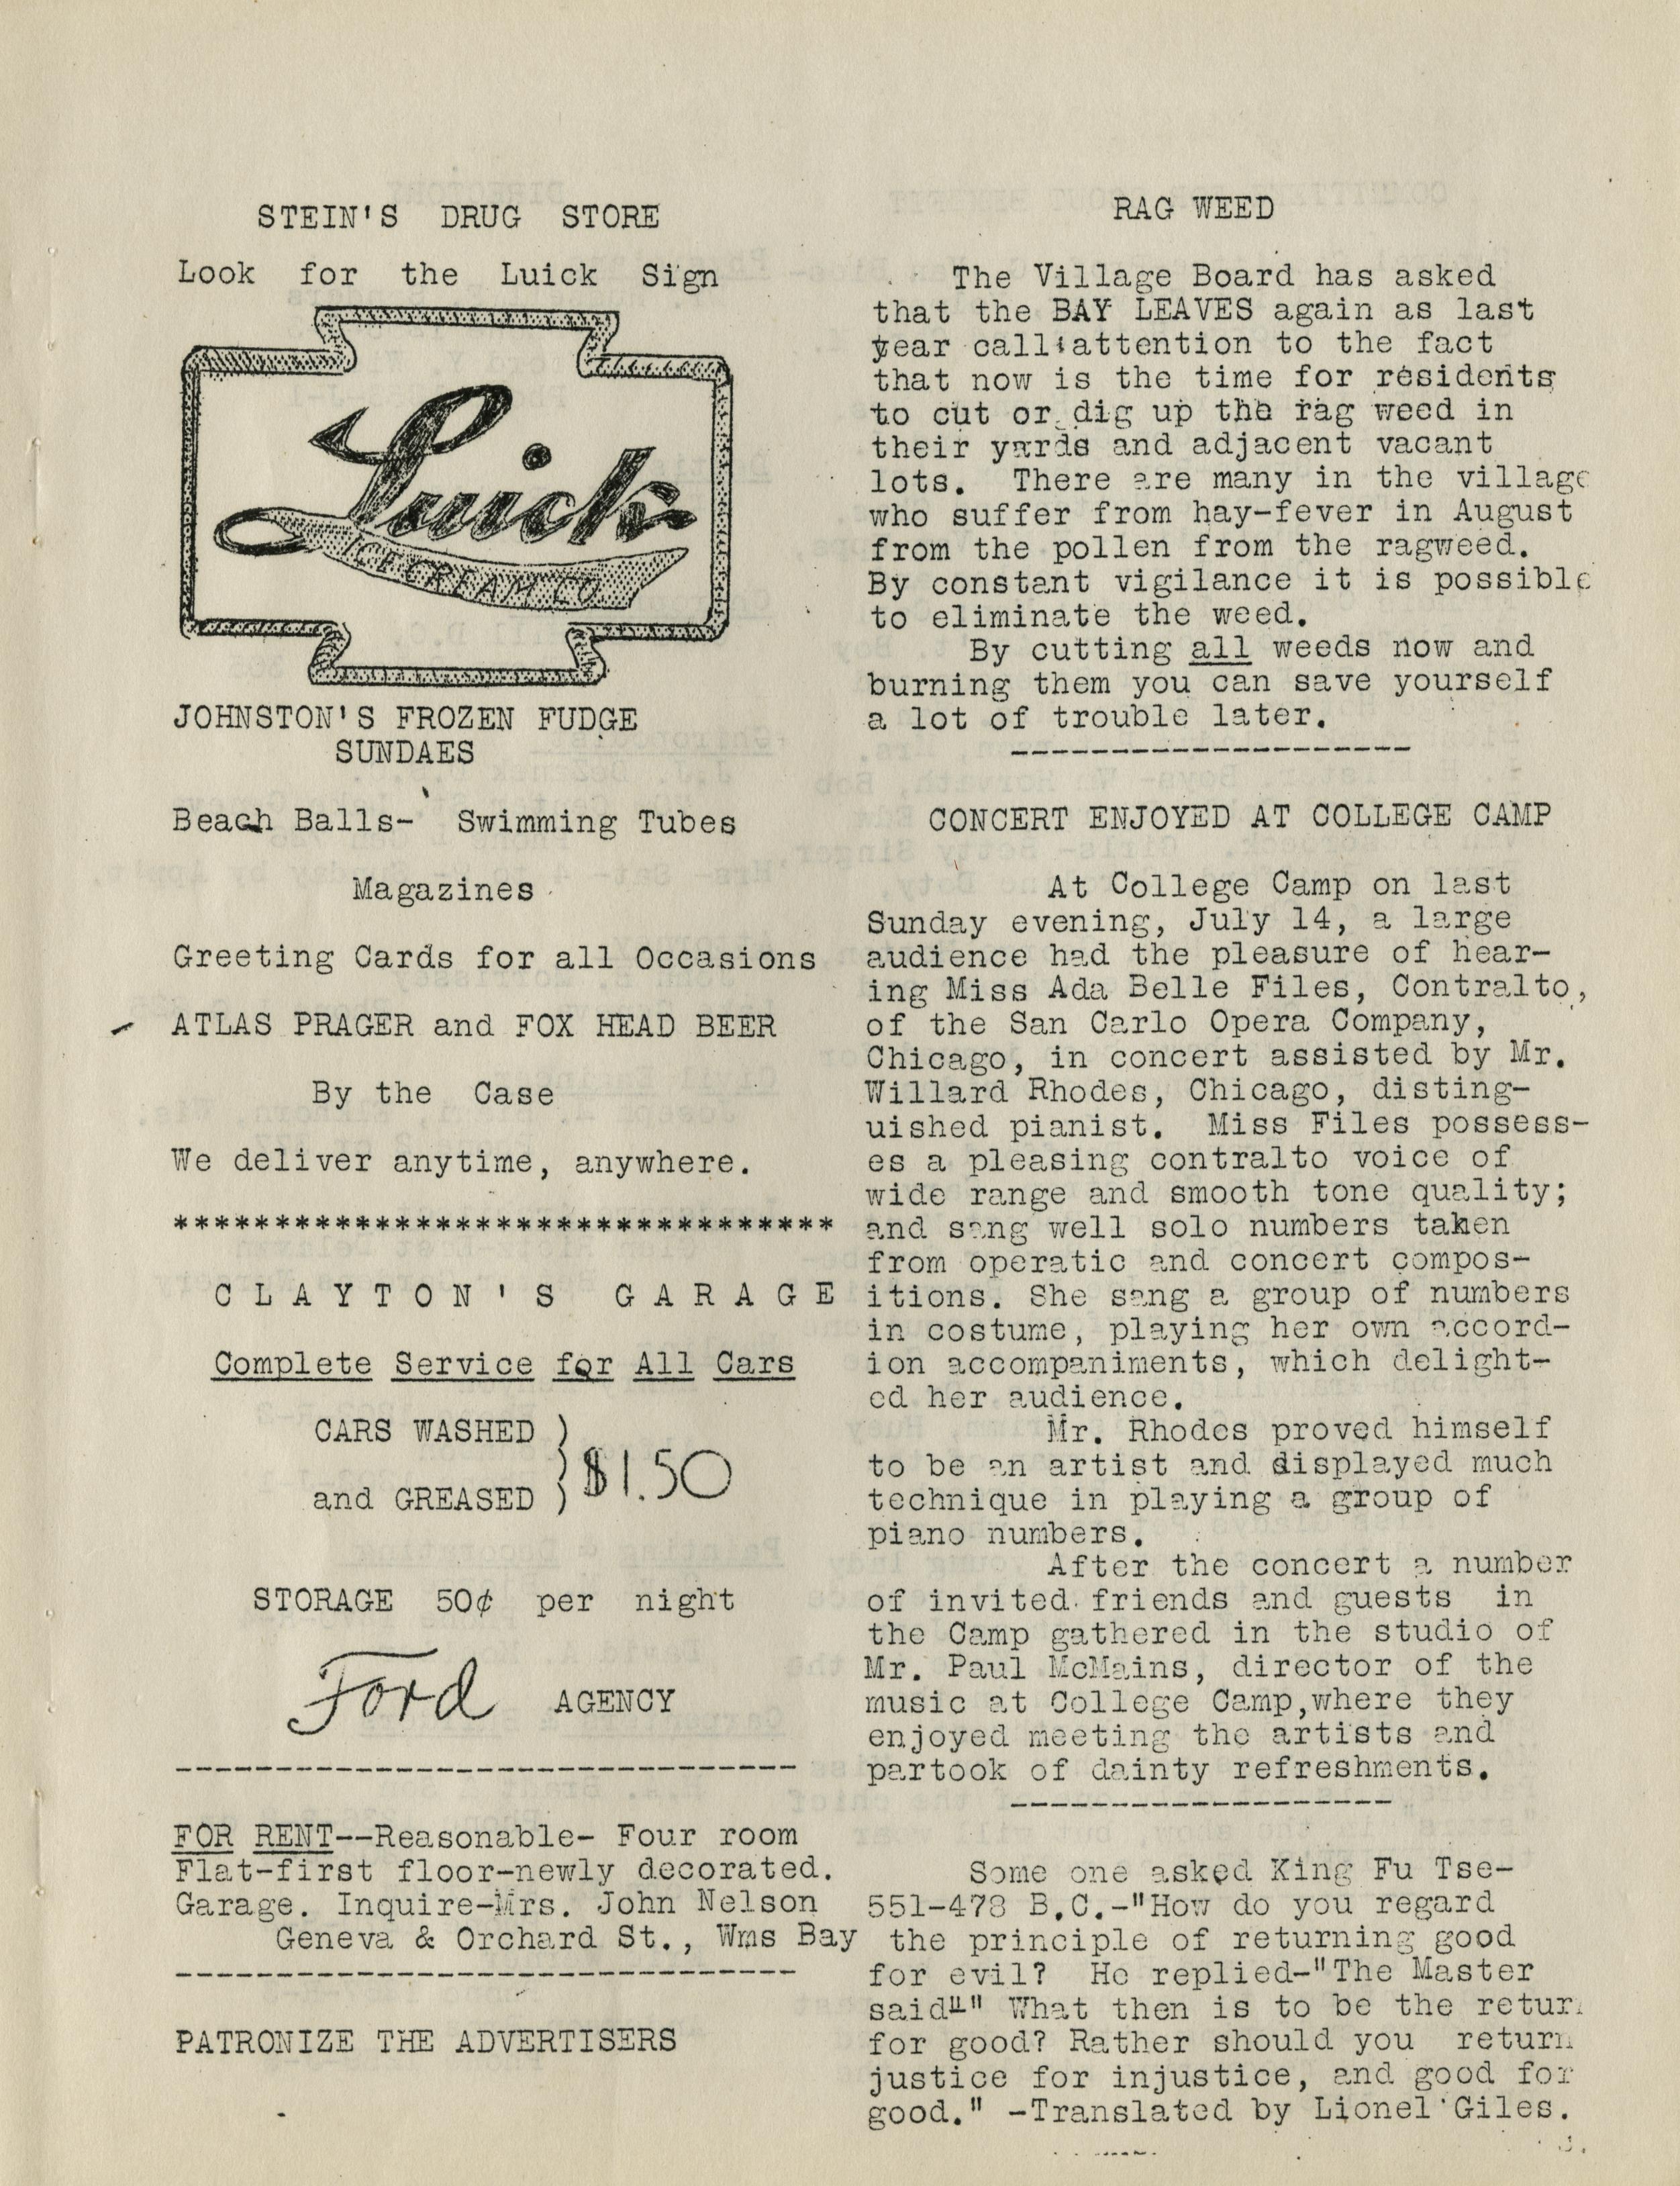 STEIN'S DRUG STORE
Look for the Luick Sign
Luick
ICE CREAM CO
JOHNSTON'S FROZEN FUDGE
SUNDAES
Beach Balls- Swimming Tubes
Magazines
Greeting Cards for all Occasions
ATLAS PRAGER and FOX HEAD BEER
By the Case
We deliver anytime, anywhere.
*********************************
CLAYTON'S GARAGE
Complete Service for All Cars
CARS WASHED )
and GREASED ) $1.50
STORAGE 50¢ per night
Ford AGENCY
-------------------------------
FOR RENT--Reasonable- Four room
Flat-first floor-newly decorated.
Garage. Inquire-Mrs. John Nelson
Geneva & Orchard St., Wms Bay
-------------------------------
PATRONIZE THE ADVERTISERS
RAG WEED
The Village Board has asked
that the BAY LEAVES again as last
year call attention to the fact
that now is the time for residents
to cut or dig up the rag weed in
their yards and adjacent vacant
lots. There are many in the village
who suffer from hay-fever in August
from the pollen from the ragweed.
By constant vigilance it is possible
to eliminate the weed.
By cutting all weeds now and
burning them you can save yourself
a lot of trouble later.
--------------------
CONCERT ENJOYED AT COLLEGE CAMP
At College Camp on last
Sunday evening, July 14, a large
audience had the pleasure of hear-
ing Miss Ada Belle Files, Contralto,
of the San Carlo Opera Company,
Chicago, in concert assisted by Mr.
Willard Rhodes, Chicago, disting-
uished pianist. Miss Files possess-
es a pleasing contralto voice of
wide range and smooth tone quality;
and sang well solo numbers taken
from operatic and concert compos-
itions. She sang a group of numbers
in costume, playing her own accord-
ion accompaniments, which delight-
ed her audience.
Mr. Rhodes proved himself
to be an artist and displayed much
technique in playing a group of
piano numbers.
After the concert a number
of invited friends and guests in
the Camp gathered in the studio of
Mr. Paul McMains, director of the
music at College Camp,where they
enjoyed meeting the artists and
partook of dainty refreshments.
-------------------
Some one asked King Fu Tse-
551-478 B.C.-"How do you regard
the principle of returning good
for evil? He replied-"The Master
said-" What then is to be the retur
for good? Rather should you return
justice for injustice, and good for
good." -Translated by Lionel Giles.